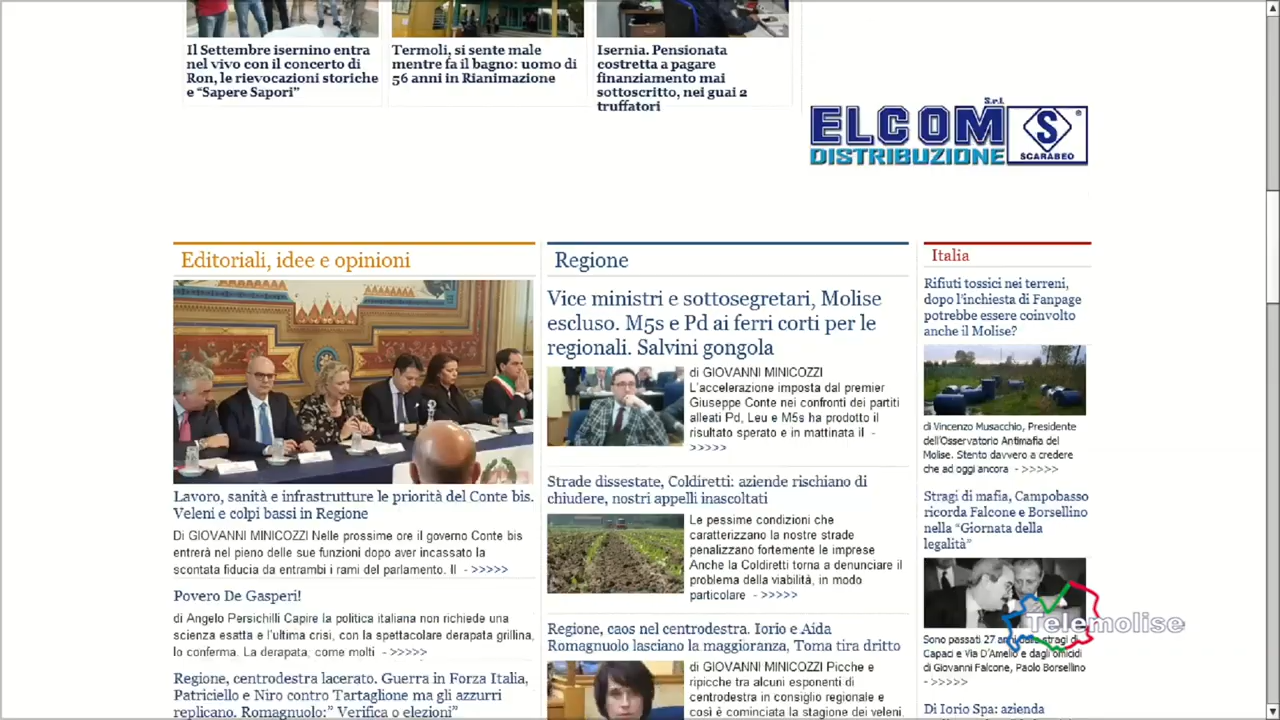 Il Settembre isernino entra
nel vivo con il concerto di
Ron, le rievocazioni storiche
e “Sapere Sapori”
Termoli, si sente male
mentre fa il bagno: uomo di
56 anni in Rianimazione
Isernia. Pensionata
costretta a pagare
finanziamento mai
sottoscritto, nei guai 2
truffatori
S.r.l.
ELCOM
DISTRIBUZIONE
S
®
SCARABEO
Editoriali, idee e opinioni
Lavoro, sanità e infrastrutture le priorità del Conte bis.
Veleni e colpi bassi in Regione
Di GIOVANNI MINICOZZI Nelle prossime ore il governo Conte bis
entrerà nel pieno delle sue funzioni dopo aver incassato la
scontata fiducia da entrambi i rami del parlamento. Il - >>>>>
Povero De Gasperi!
di Angelo Persichilli Capire la politica italiana non richiede una
scienza esatta e l’ultima crisi, con la spettacolare derapata grillina,
lo conferma. La derapata, come molti - >>>>>
Regione, centrodestra lacerato. Guerra in Forza Italia,
Patriciello e Niro contro Tartaglione ma gli azzurri
replicano. Romagnuolo:” Verifica o elezioni”
Regione
Vice ministri e sottosegretari, Molise
escluso. M5s e Pd ai ferri corti per le
regionali. Salvini gongola
di GIOVANNI MINICOZZI
L’accelerazione imposta dal premier
Giuseppe Conte nei confronti dei partiti
alleati Pd, Leu e M5s ha prodotto il
risultato sperato e in mattinata il -
>>>>>
Strade dissestate, Coldiretti: aziende rischiano di
chiudere, nostri appelli inascoltati
Le pessime condizioni che
caratterizzano la nostre strade
penalizzano fortemente le imprese
Anche la Coldiretti torna a denunciare il
problema della viabilità, in modo
particolare - >>>>>
Regione, caos nel centrodestra. Iorio e Aida
Romagnuolo lasciano la maggioranza, Toma tira dritto
di GIOVANNI MINICOZZI Picche e
ripicche tra alcuni esponenti di
centrodestra in consiglio regionale e
così è cominciata la stagione dei veleni,
Italia
Rifiuti tossici nei terreni,
dopo l’inchiesta di Fanpage
potrebbe essere coinvolto
anche il Molise?
di Vincenzo Musacchio, Presidente
dell’Osservatorio Antimafia del
Molise. Stento davvero a credere
che ad oggi ancora - >>>>>
Stragi di mafia, Campobasso
ricorda Falcone e Borsellino
nella “Giornata della
legalità”
Telemolise
Sono passati 27 anni dalle stragi di
Capaci e Via D’Amelio e dagli omicidi
di Giovanni Falcone, Paolo Borsellino
- >>>>>
Di Iorio Spa: azienda